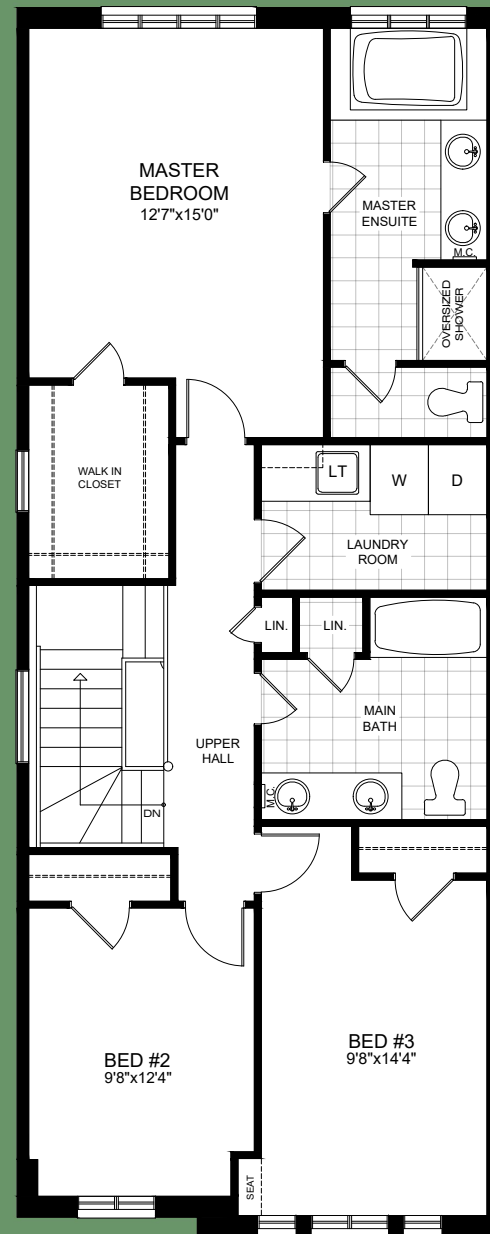 MASTER
BEDROOM
12'7"x15'0"
MASTER
ENSUITE
M.C.
OVERSIZED
SHOWER
WALK IN
CLOSET
LT
W
D
LAUNDRY
ROOM
LIN.
LIN.
MAIN
BATH
UPPER
HALL
M.C.
DN
BED #2
9'8"x12'4"
BED #3
9'8"x14'4"
SEAT